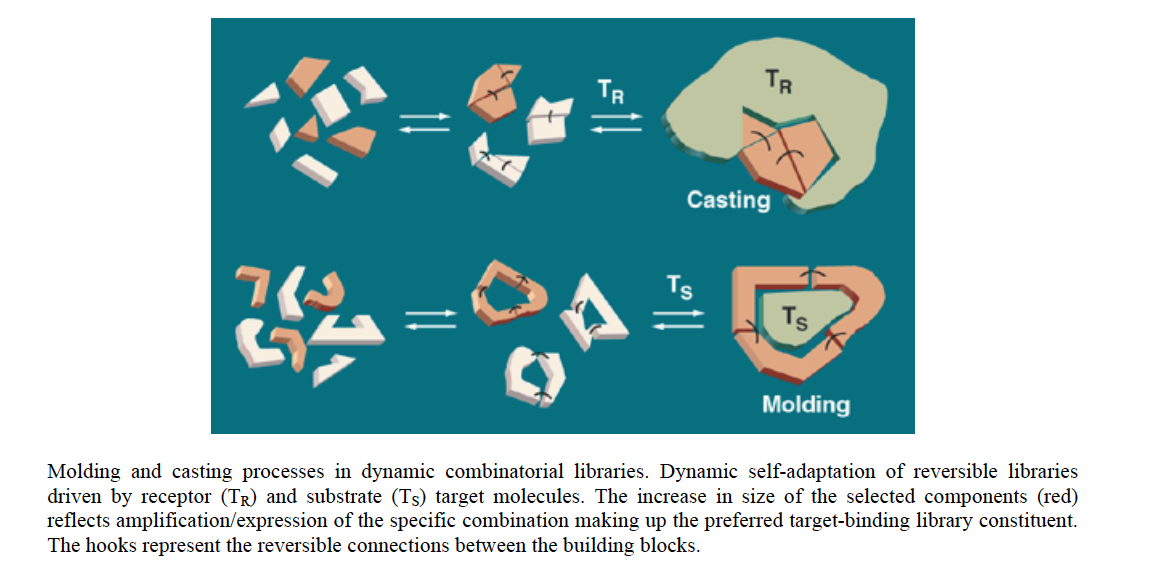 TR
TR
Casting
TS
TS
Molding
Molding and casting processes in dynamic combinatorial libraries. Dynamic self-adaptation of reversible libraries
driven by receptor (TR) and substrate (TS) target molecules. The increase in size of the selected components (red)
reflects amplification/expression of the specific combination making up the preferred target-binding library constituent.
The hooks represent the reversible connections between the building blocks.